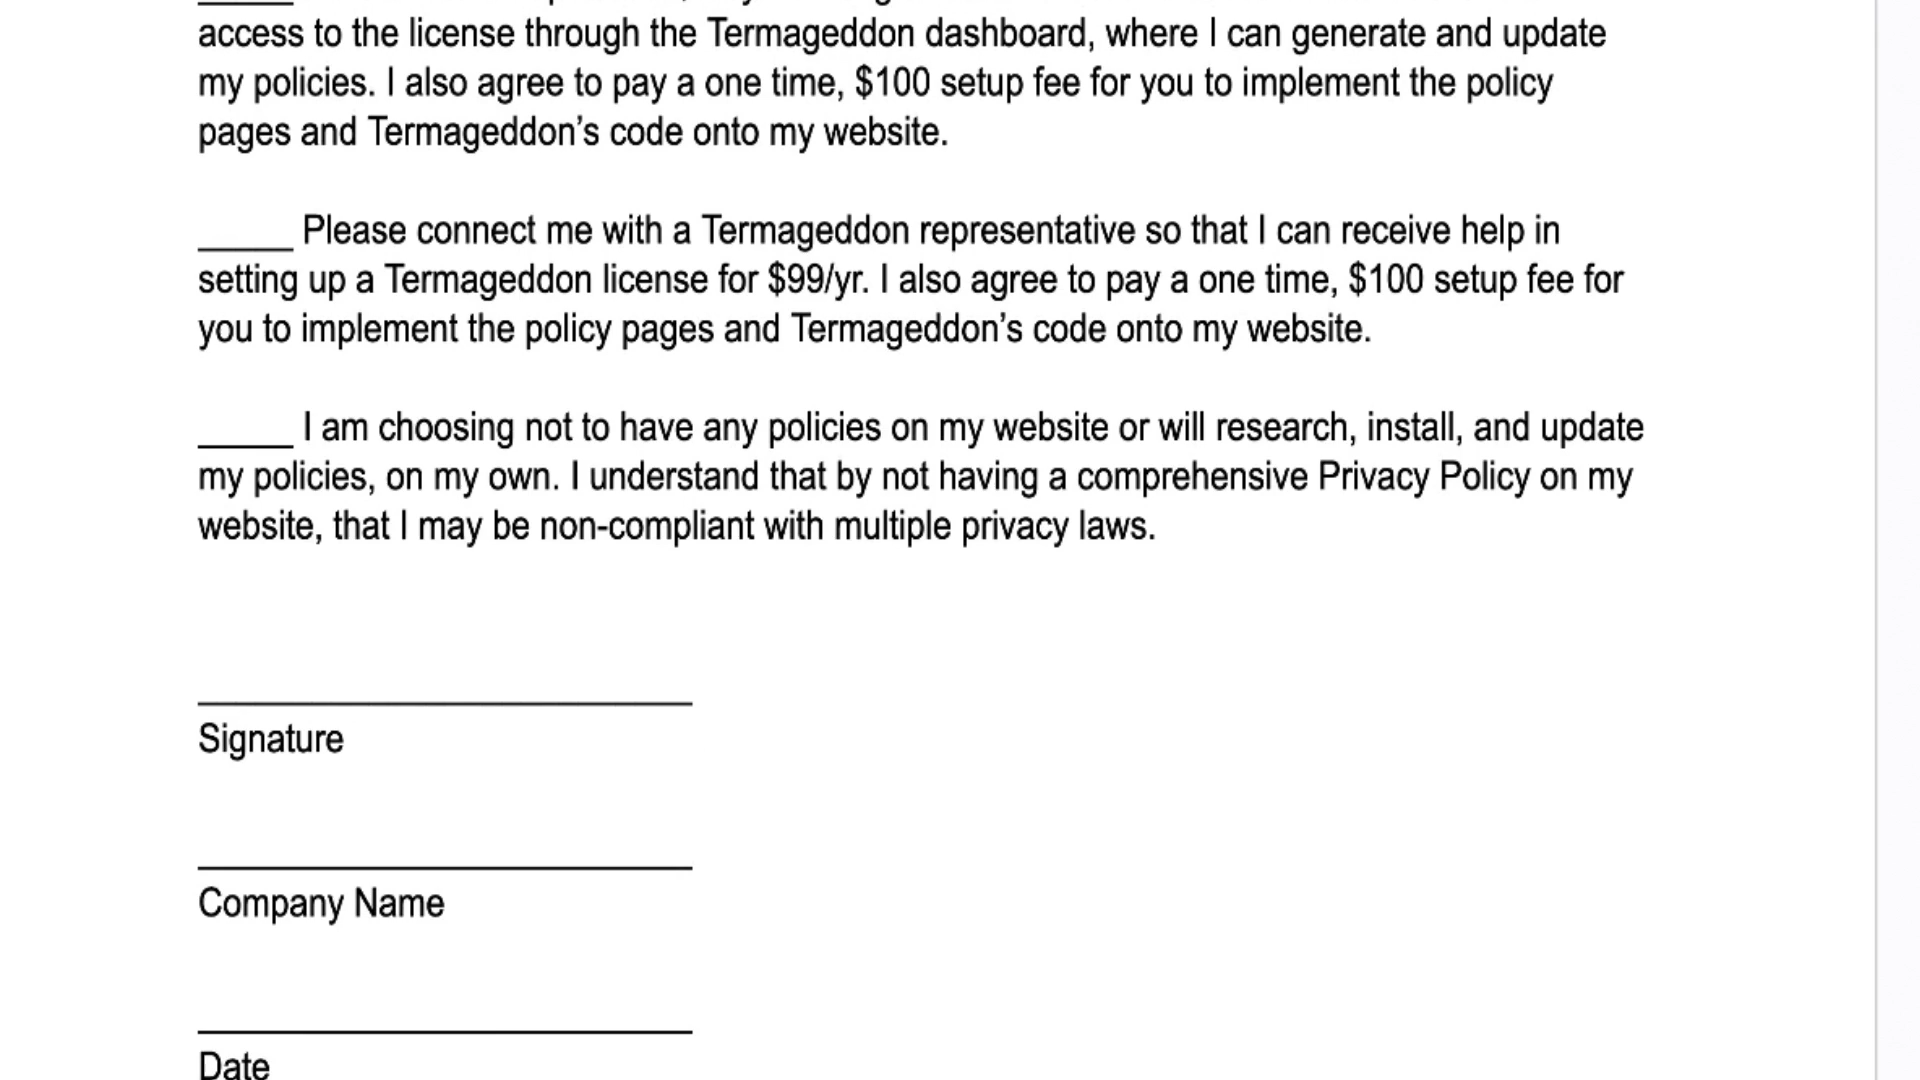 access to the license through the Termageddon dashboard, where I can generate and update
my policies. I also agree to pay a one time, $100 setup fee for you to implement the policy
pages and Termageddon’s code onto my website.
_____ Please connect me with a Termageddon representative so that I can receive help in
setting up a Termageddon license for $99/yr. I also agree to pay a one time, $100 setup fee for
you to implement the policy pages and Termageddon’s code onto my website.
_____ I am choosing not to have any policies on my website or will research, install, and update
my policies, on my own. I understand that by not having a comprehensive Privacy Policy on my
website, that I may be non-compliant with multiple privacy laws.
Signature
Company Name
Date